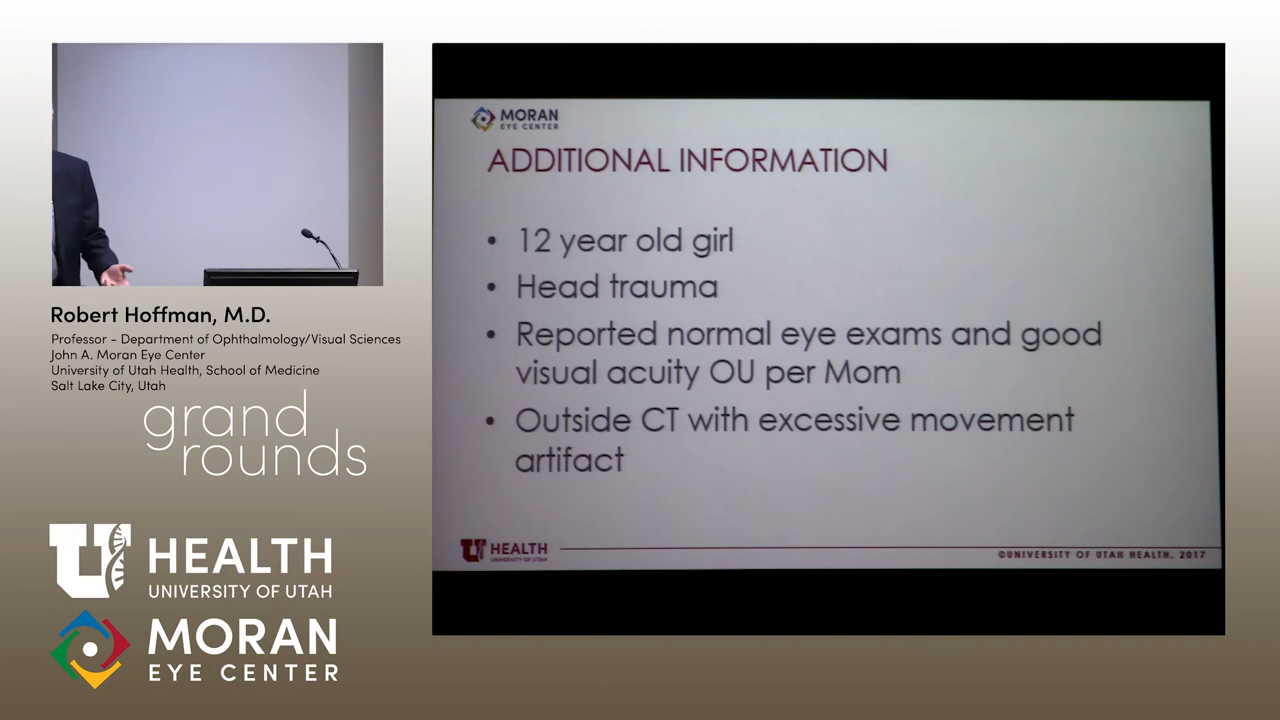 Robert Hoffman, M.D.
Professor - Department of Ophthalmology/Visual Sciences
John A. Moran Eye Center
University of Utah Health, School of Medicine
Salt Lake City, Utah
grand
rounds
U HEALTH
UNIVERSITY OF UTAH
MORAN
EYE CENTER
MORAN
EYE CENTER
ADDITIONAL INFORMATION
• 12 year old girl
• Head trauma
• Reported normal eye exams and good
visual acuity OU per Mom
• Outside CT with excessive movement
artifact
U HEALTH
UNIVERSITY OF UTAH
©UNIVERSITY OF UTAH HEALTH, 2017